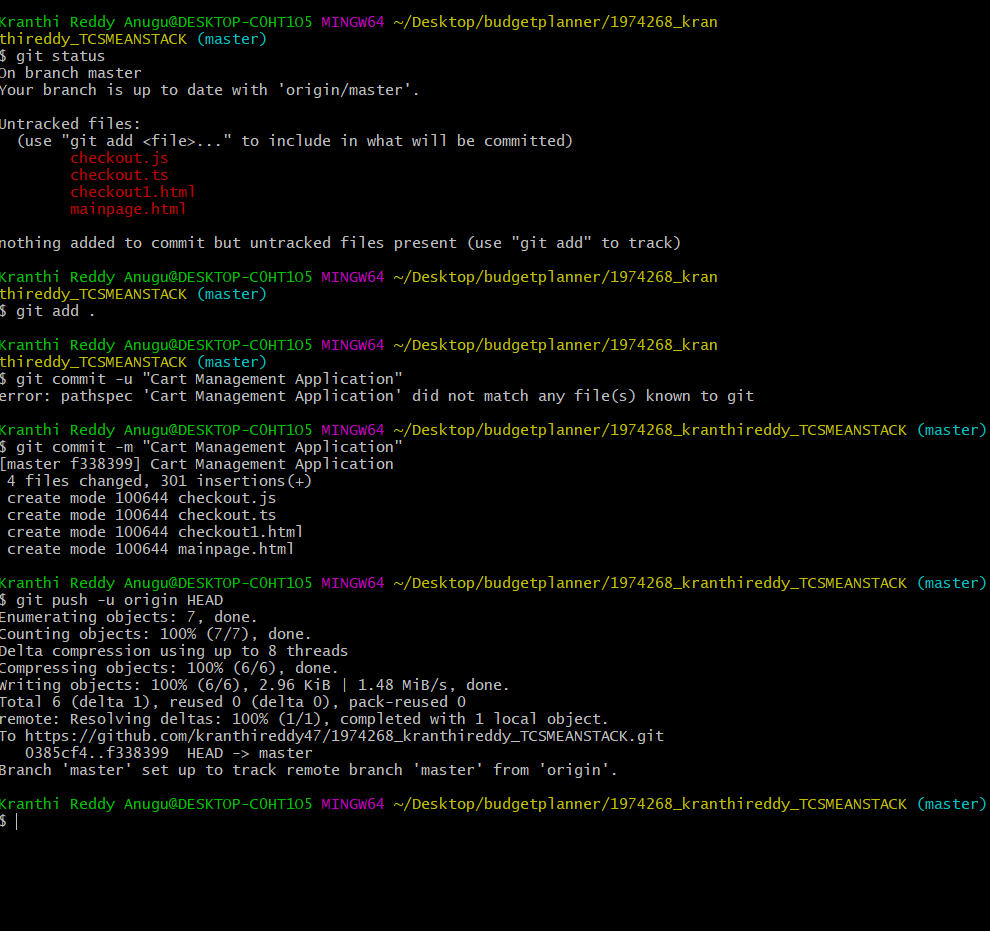 Kranthi Reddy Anugu@DESKTOP-C0HT1O5 MINGW64 ~/Desktop/budgetplanner/1974268_kran
thireddy_TCSMEANSTACK (master)
$ git status
On branch master
Your branch is up to date with 'origin/master'.
Untracked files:
  (use "git add <file>..." to include in what will be committed)
        checkout.js
        checkout.ts
        checkout1.html
        mainpage.html
nothing added to commit but untracked files present (use "git add" to track)
Kranthi Reddy Anugu@DESKTOP-C0HT1O5 MINGW64 ~/Desktop/budgetplanner/1974268_kran
thireddy_TCSMEANSTACK (master)
$ git add .
Kranthi Reddy Anugu@DESKTOP-C0HT1O5 MINGW64 ~/Desktop/budgetplanner/1974268_kran
thireddy_TCSMEANSTACK (master)
$ git commit -u "Cart Management Application"
error: pathspec 'Cart Management Application' did not match any file(s) known to git
Kranthi Reddy Anugu@DESKTOP-C0HT1O5 MINGW64 ~/Desktop/budgetplanner/1974268_kranthireddy_TCSMEANSTACK (master)
$ git commit -m "Cart Management Application"
[master f338399] Cart Management Application
 4 files changed, 301 insertions(+)
 create mode 100644 checkout.js
 create mode 100644 checkout.ts
 create mode 100644 checkout1.html
 create mode 100644 mainpage.html
Kranthi Reddy Anugu@DESKTOP-C0HT1O5 MINGW64 ~/Desktop/budgetplanner/1974268_kranthireddy_TCSMEANSTACK (master)
$ git push -u origin HEAD
Enumerating objects: 7, done.
Counting objects: 100% (7/7), done.
Delta compression using up to 8 threads
Compressing objects: 100% (6/6), done.
Writing objects: 100% (6/6), 2.96 KiB | 1.48 MiB/s, done.
Total 6 (delta 1), reused 0 (delta 0), pack-reused 0
remote: Resolving deltas: 100% (1/1), completed with 1 local object.
To https://github.com/kranthireddy47/1974268_kranthireddy_TCSMEANSTACK.git
   0385cf4..f338399  HEAD -> master
Branch 'master' set up to track remote branch 'master' from 'origin'.
Kranthi Reddy Anugu@DESKTOP-C0HT1O5 MINGW64 ~/Desktop/budgetplanner/1974268_kranthireddy_TCSMEANSTACK (master)
$